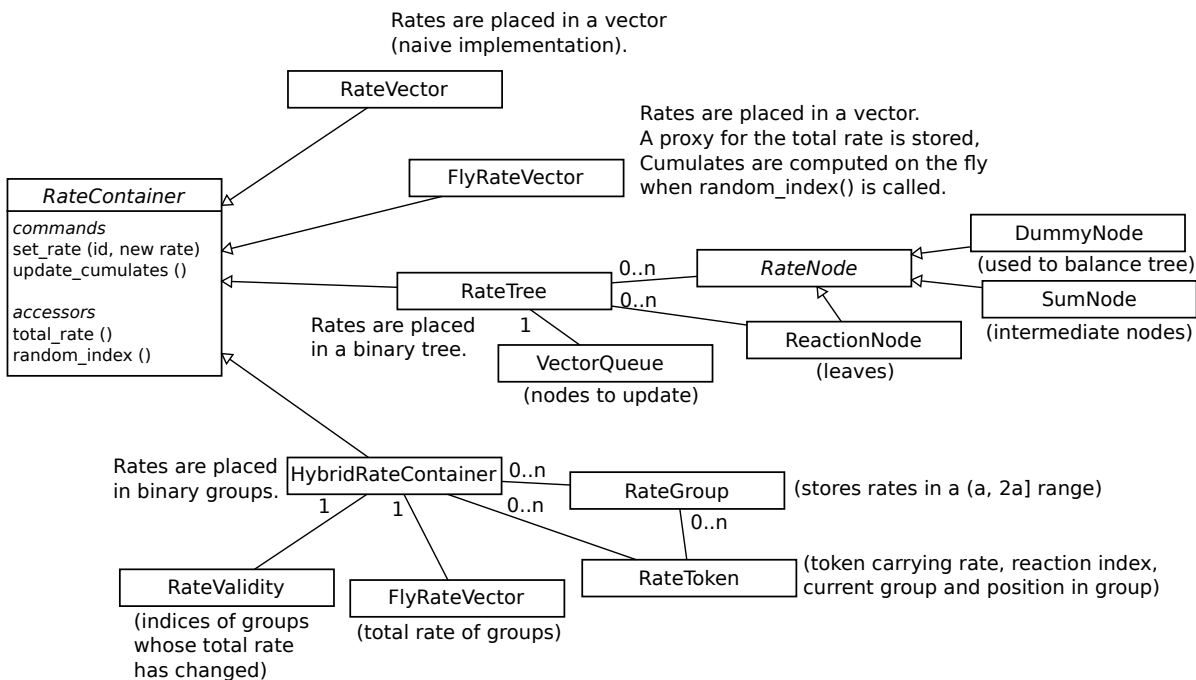 Rates are placed in a vector
(naive implementation).
RateVector
Rates are placed in a vector.
A proxy for the total rate is stored,
Cumulates are computed on the fly
when random_index() is called.
FlyRateVector
RateContainer
commands
set_rate (id, new rate)
update_cumulates ()
accessors
total_rate ()
random_index ()
DummyNode
(used to balance tree)
RateNode
0..n
SumNode
(intermediate nodes)
RateTree
0..n
Rates are placed
in a binary tree.
1
ReactionNode
(leaves)
VectorQueue
(nodes to update)
Rates are placed
in binary groups.
HybridRateContainer
0..n
RateGroup
(stores rates in a (a, 2a] range)
1
1
0..n
0..n
RateToken
(token carrying rate, reaction index,
current group and position in group)
RateValidity
(indices of groups
whose total rate
has changed)
FlyRateVector
(total rate of groups)